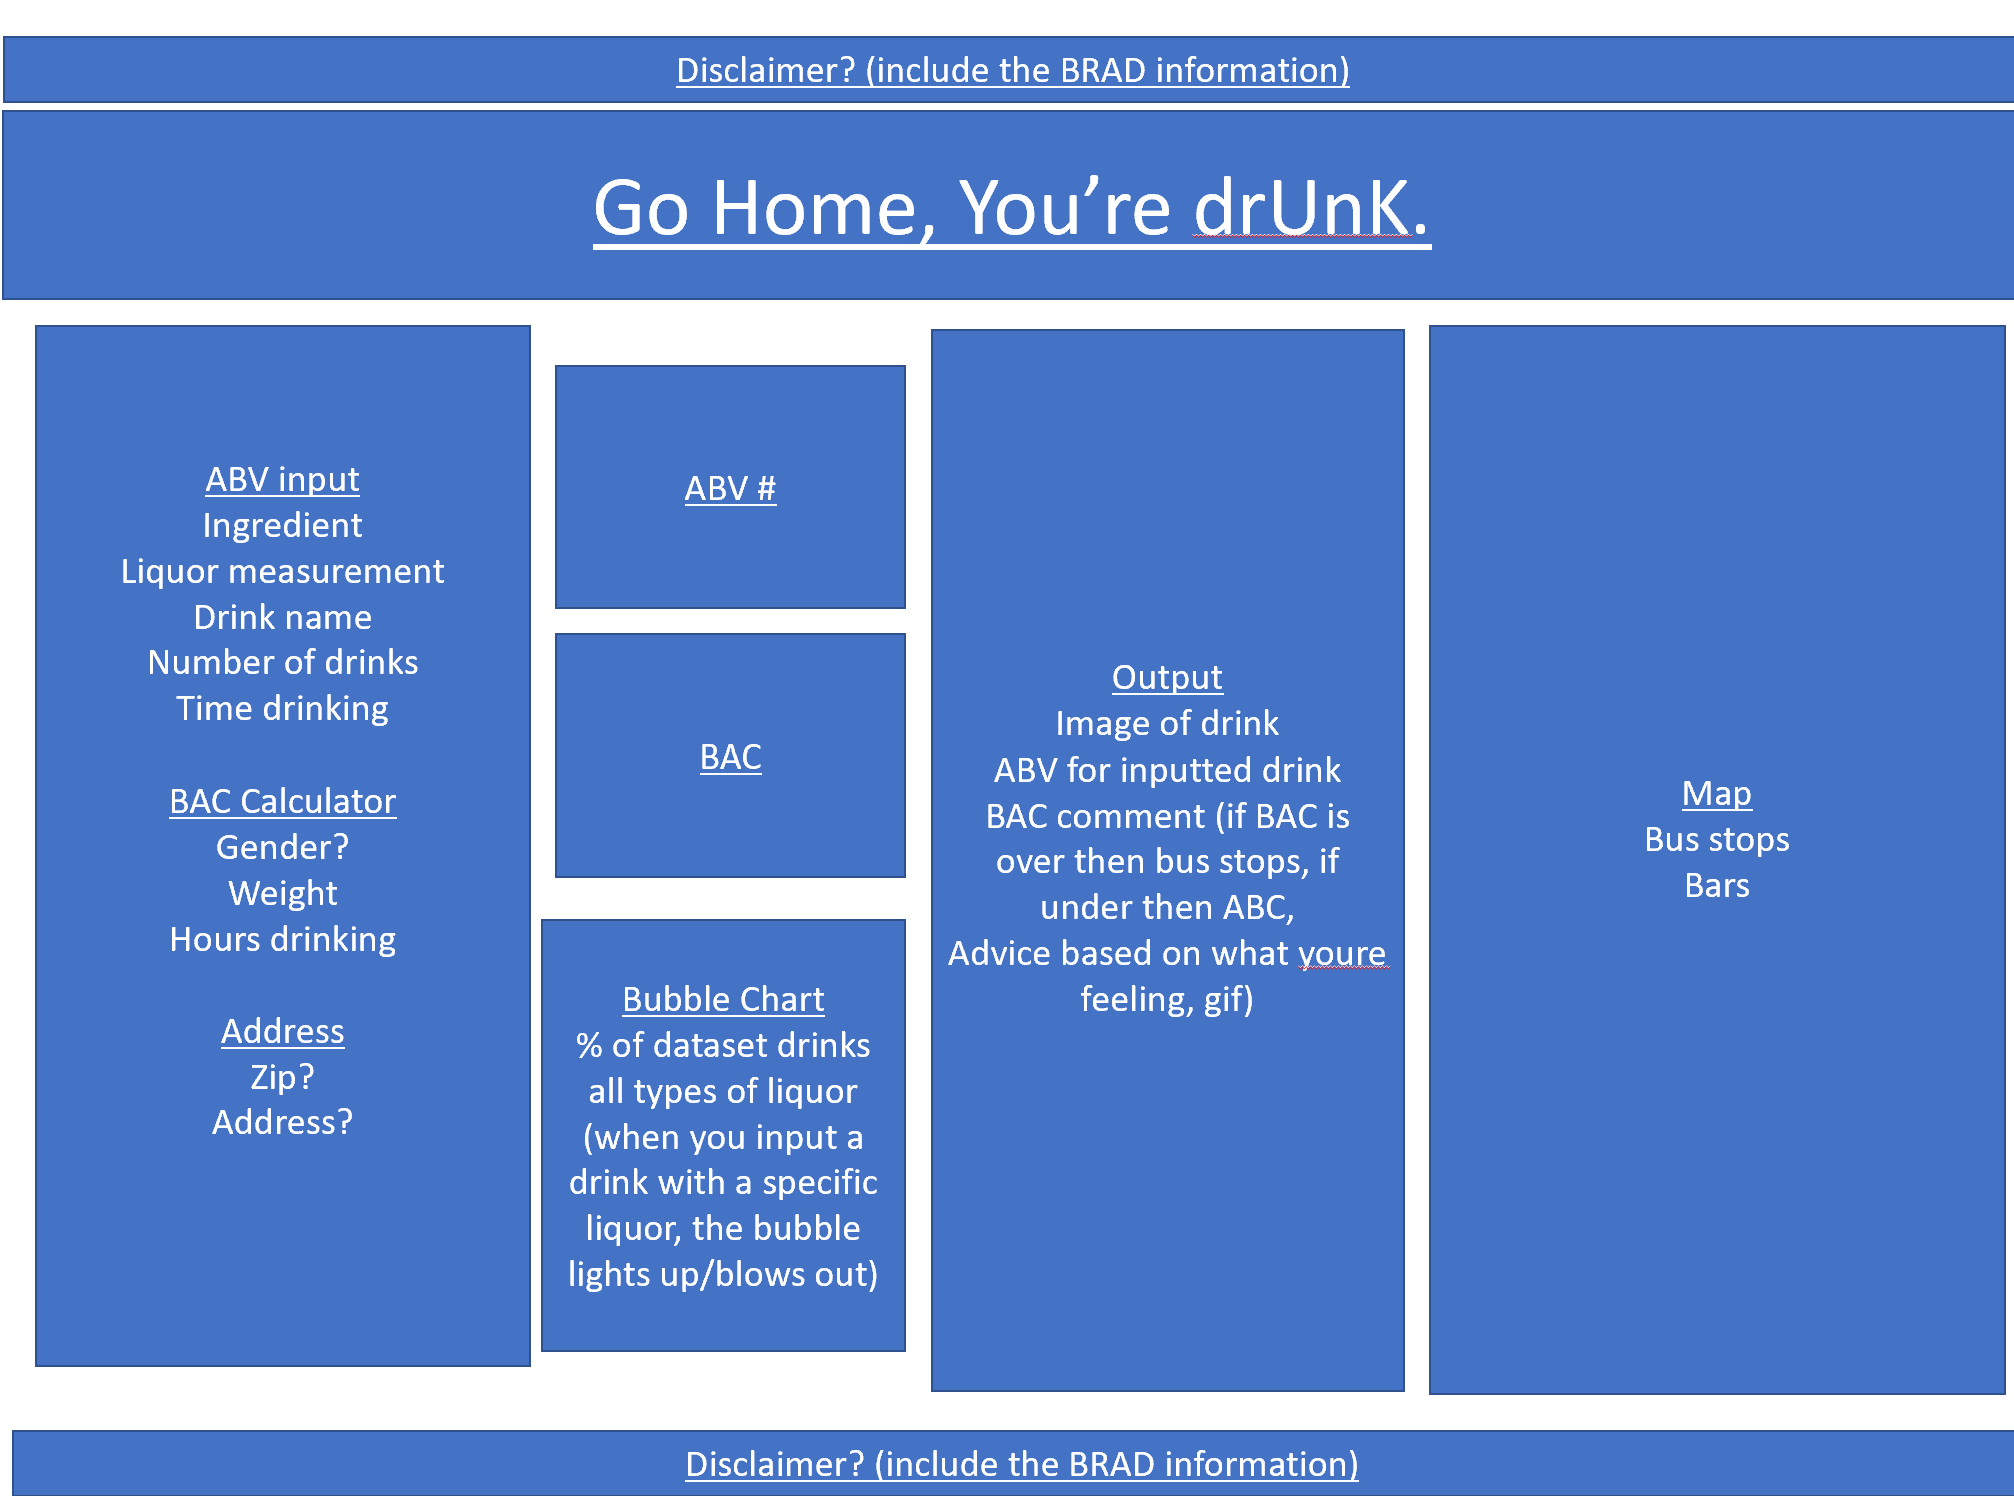 Disclaimer? (include the BRAD information)
Go Home, You’re drUnK.
ABV input
Ingredient
Liquor measurement
Drink name
Number of drinks
Time drinking
BAC Calculator
Gender?
Weight
Hours drinking
Address
Zip?
Address?
ABV #
BAC
Bubble Chart
% of dataset drinks
all types of liquor
(when you input a
drink with a specific
liquor, the bubble
lights up/blows out)
Output
Image of drink
ABV for inputted drink
BAC comment (if BAC is
over then bus stops, if
under then ABC,
Advice based on what youre
feeling, gif)
Map
Bus stops
Bars
Disclaimer? (include the BRAD information)